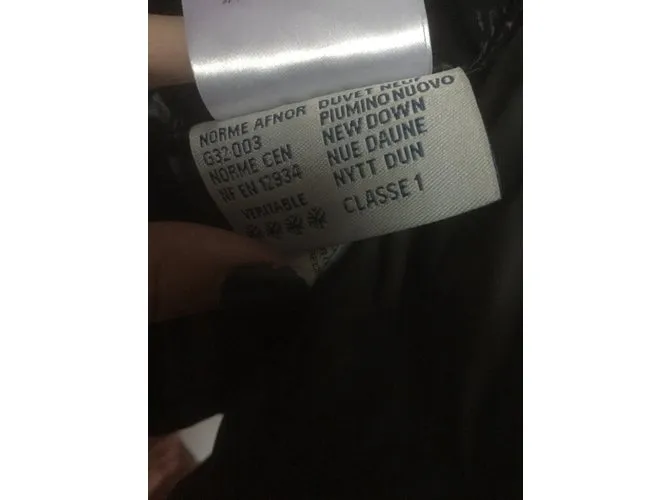 NORME AFNOR
G32 003
NORME CEN
NF EN 12934
VERITABLE
DUVET NEUF
PIUMINO NUOVO
NEW DOWN
NUE DAUNE
NYTT DUN
CLASSE 1